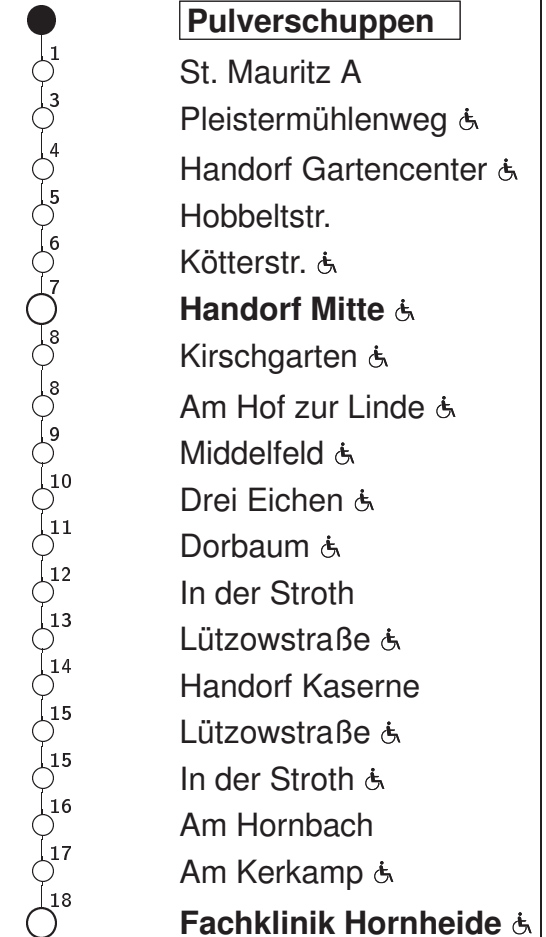 Pulverschuppen
1 St. Mauritz A
3 Pleistermühlenweg
4 Handorf Gartencenter
5 Hobbeltstr.
6 Kötterstr.
7 Handorf Mitte
8 Kirschgarten
8 Am Hof zur Linde
9 Middelfeld
10 Drei Eichen
11 Dorbaum
12 In der Stroth
13 Lützowstraße
14 Handorf Kaserne
15 Lützowstraße
15 In der Stroth
16 Am Hornbach
17 Am Kerkamp
18 Fachklinik Hornheide